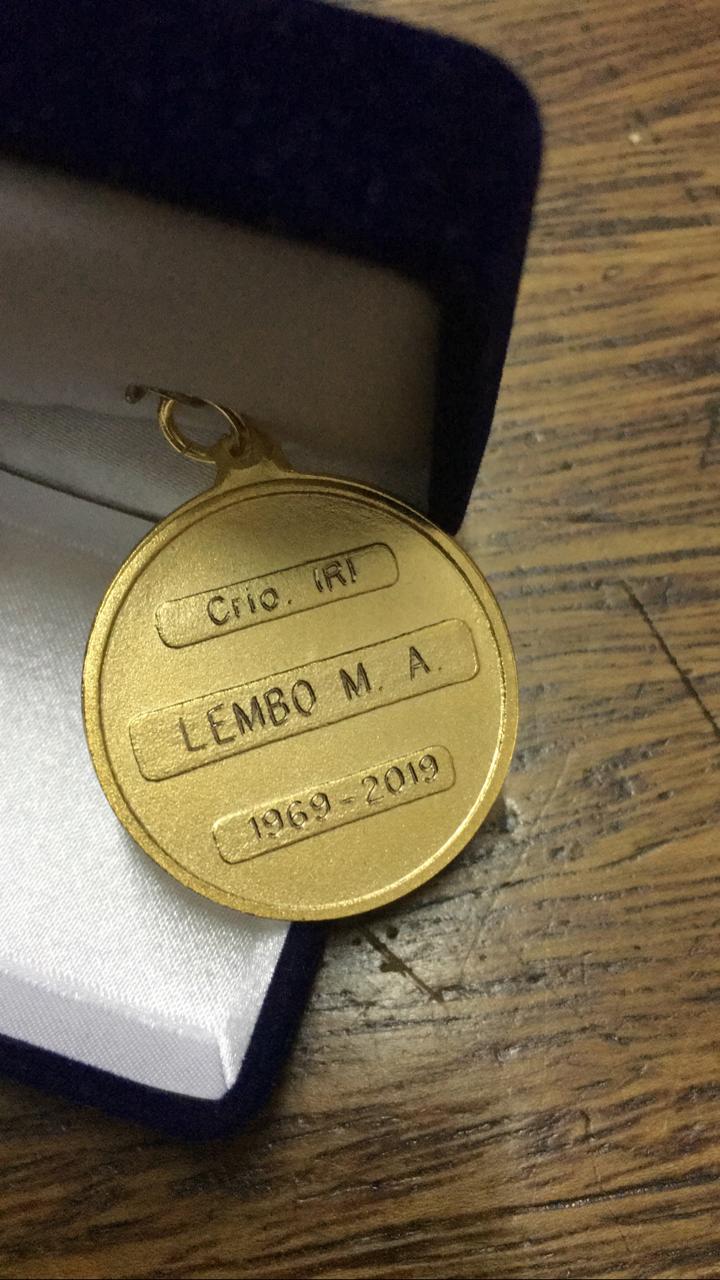 Crio. IRI
LEMBO M. A.
1969-2019